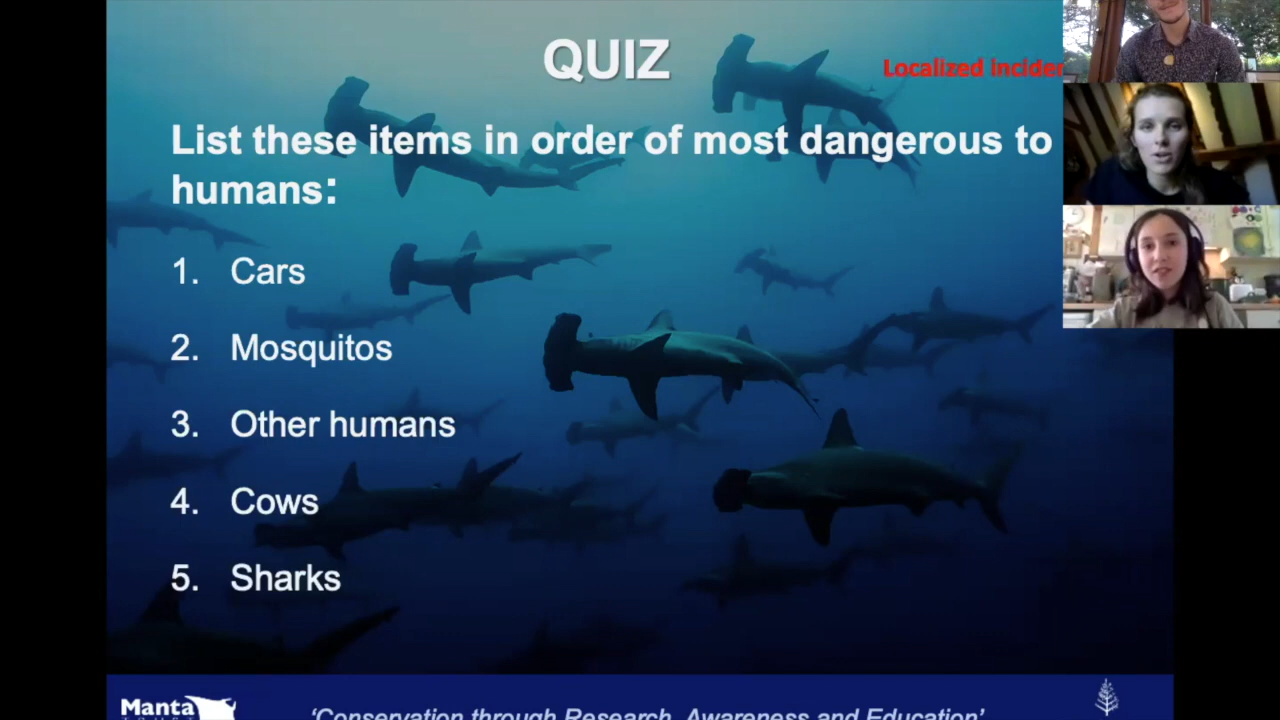 QUIZ
Localized
List these items in order of most dangerous to
humans:
1. Cars
2. Mosquitos
3. Other humans
4. Cows
5. Sharks
Manta
'Conservation through Research, Awareness and Education'